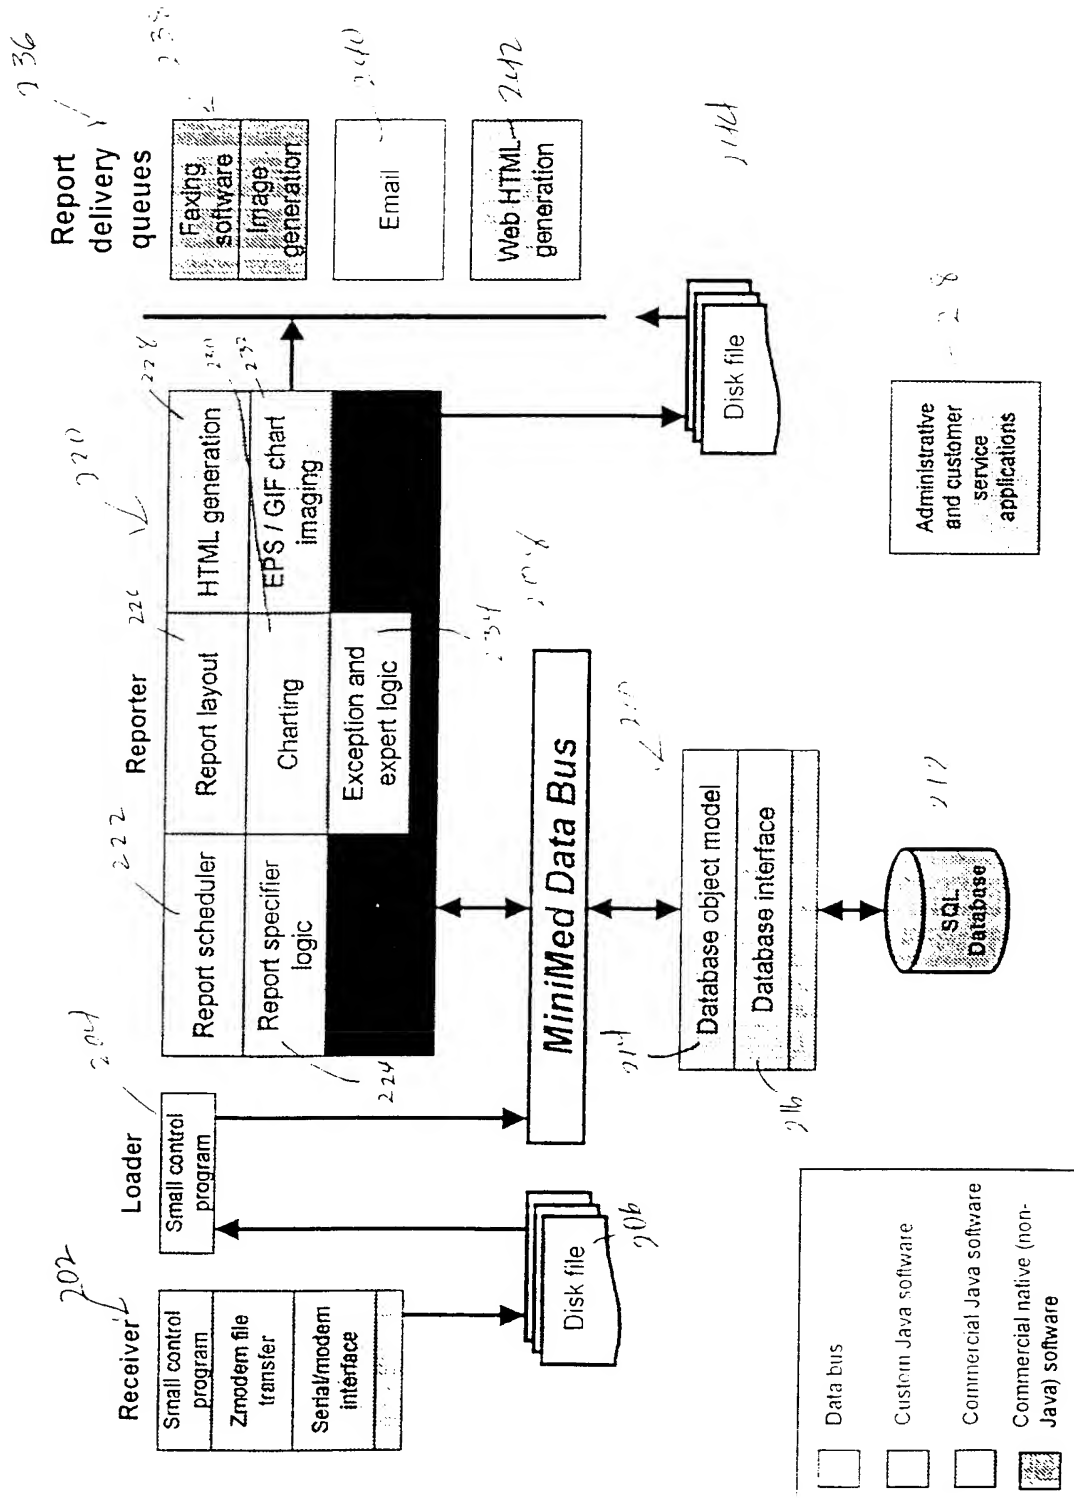 Receiver
202
Small control
program
Zmodem file
transfer
Serial/modem
interface
Disk file
206
Loader
204
Small control
program
Reporter
220
222
Report scheduler
Report layout
HTML generation
228
Report specifier
logic
224
Charting
EPS / GIF chart
imaging
232
Exception and
expert logic
234
MiniMed Data Bus
210
214
Database object model
216
Database interface
SQL
Database
212
Report
delivery
queues
236
238
Faxing
software
Image
generation
Email
240
Web HTML
generation
242
Disk file
244
Administrative
and customer
service
applications
Data bus
Custom Java software
Commercial Java software
Commercial native (non-
Java) software